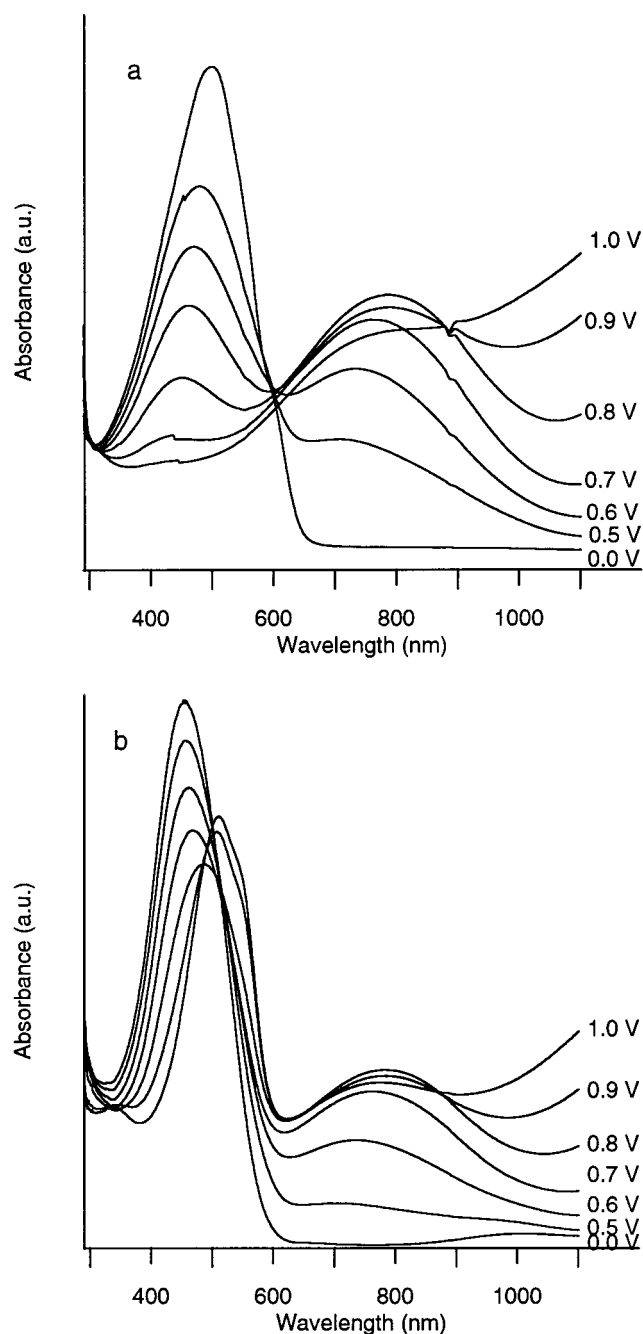 a
Absorbance (a.u.)
1.0 V
0.9 V
0.8 V
0.7 V
0.6 V
0.5 V
0.0 V
400 600 800 1000
Wavelength (nm)
b
Absorbance (a.u.)
1.0 V
0.9 V
0.8 V
0.7 V
0.6 V
0.5 V
0.0 V
400 600 800 1000
Wavelength (nm)